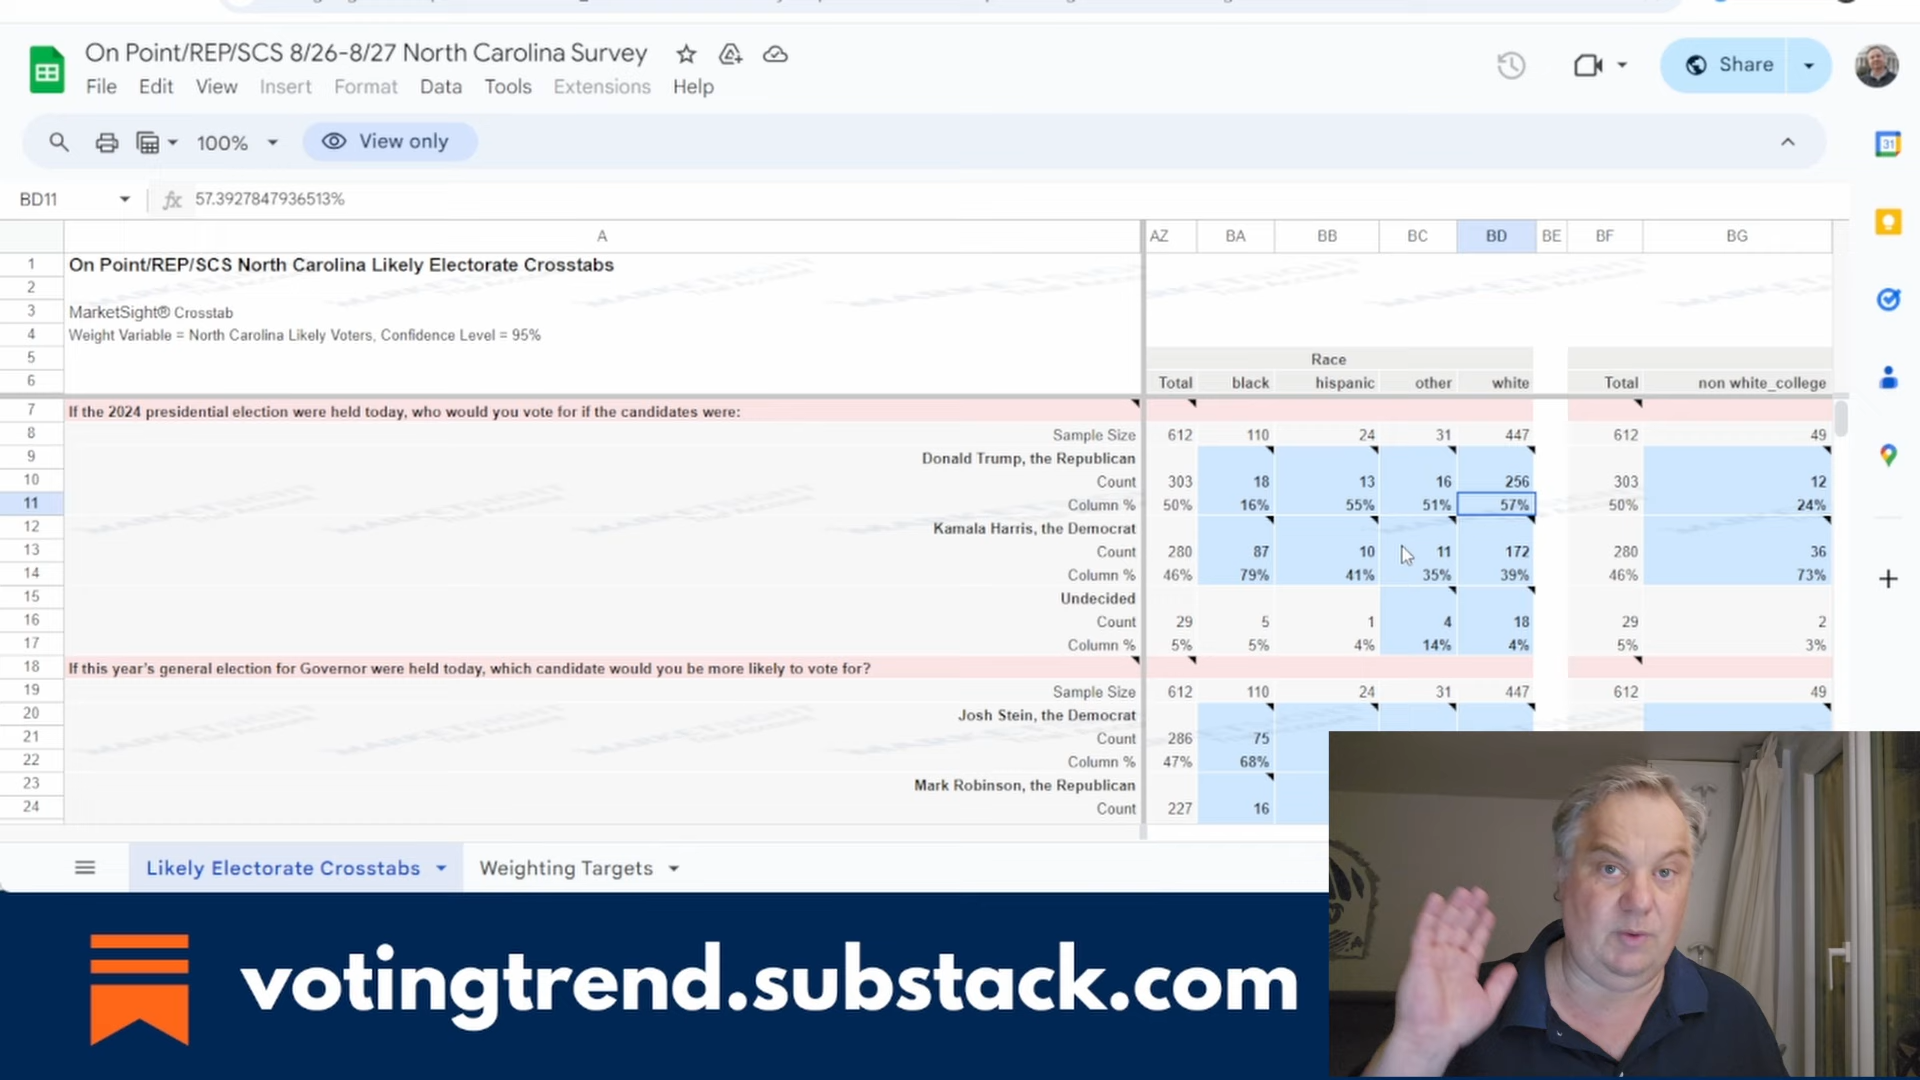 On Point/REP/SCS 8/26-8/27 North Carolina Survey
File Edit View Insert Format Data Tools Extensions Help
Share
100% View only
31
BD11 fx 57.3927847936513%
A AZ BA BB BC BD BE BF BG
1 On Point/REP/SCS North Carolina Likely Electorate Crosstabs
2
3 MarketSight® Crosstab
4 Weight Variable = North Carolina Likely Voters, Confidence Level = 95%
5 Race
6 Total black hispanic other white Total non white_college
7 If the 2024 presidential election were held today, who would you vote for if the candidates were:
8 Sample Size 612 110 24 31 447 612 49
9 Donald Trump, the Republican
10 Count 303 18 13 16 256 303 12
11 Column % 50% 16% 55% 51% 57% 50% 24%
12 Kamala Harris, the Democrat
13 Count 280 87 10 11 172 280 36
14 Column % 46% 79% 41% 35% 39% 46% 73%
15 Undecided
16 Count 29 5 1 4 18 29 2
17 Column % 5% 5% 4% 14% 4% 5% 3%
18 If this year's general election for Governor were held today, which candidate would you be more likely to vote for?
19 Sample Size 612 110 24 31 447 612 49
20 Josh Stein, the Democrat
21 Count 286 75
22 Column % 47% 68%
23 Mark Robinson, the Republican
24 Count 227 16
Likely Electorate Crosstabs Weighting Targets
votingtrend.substack.com